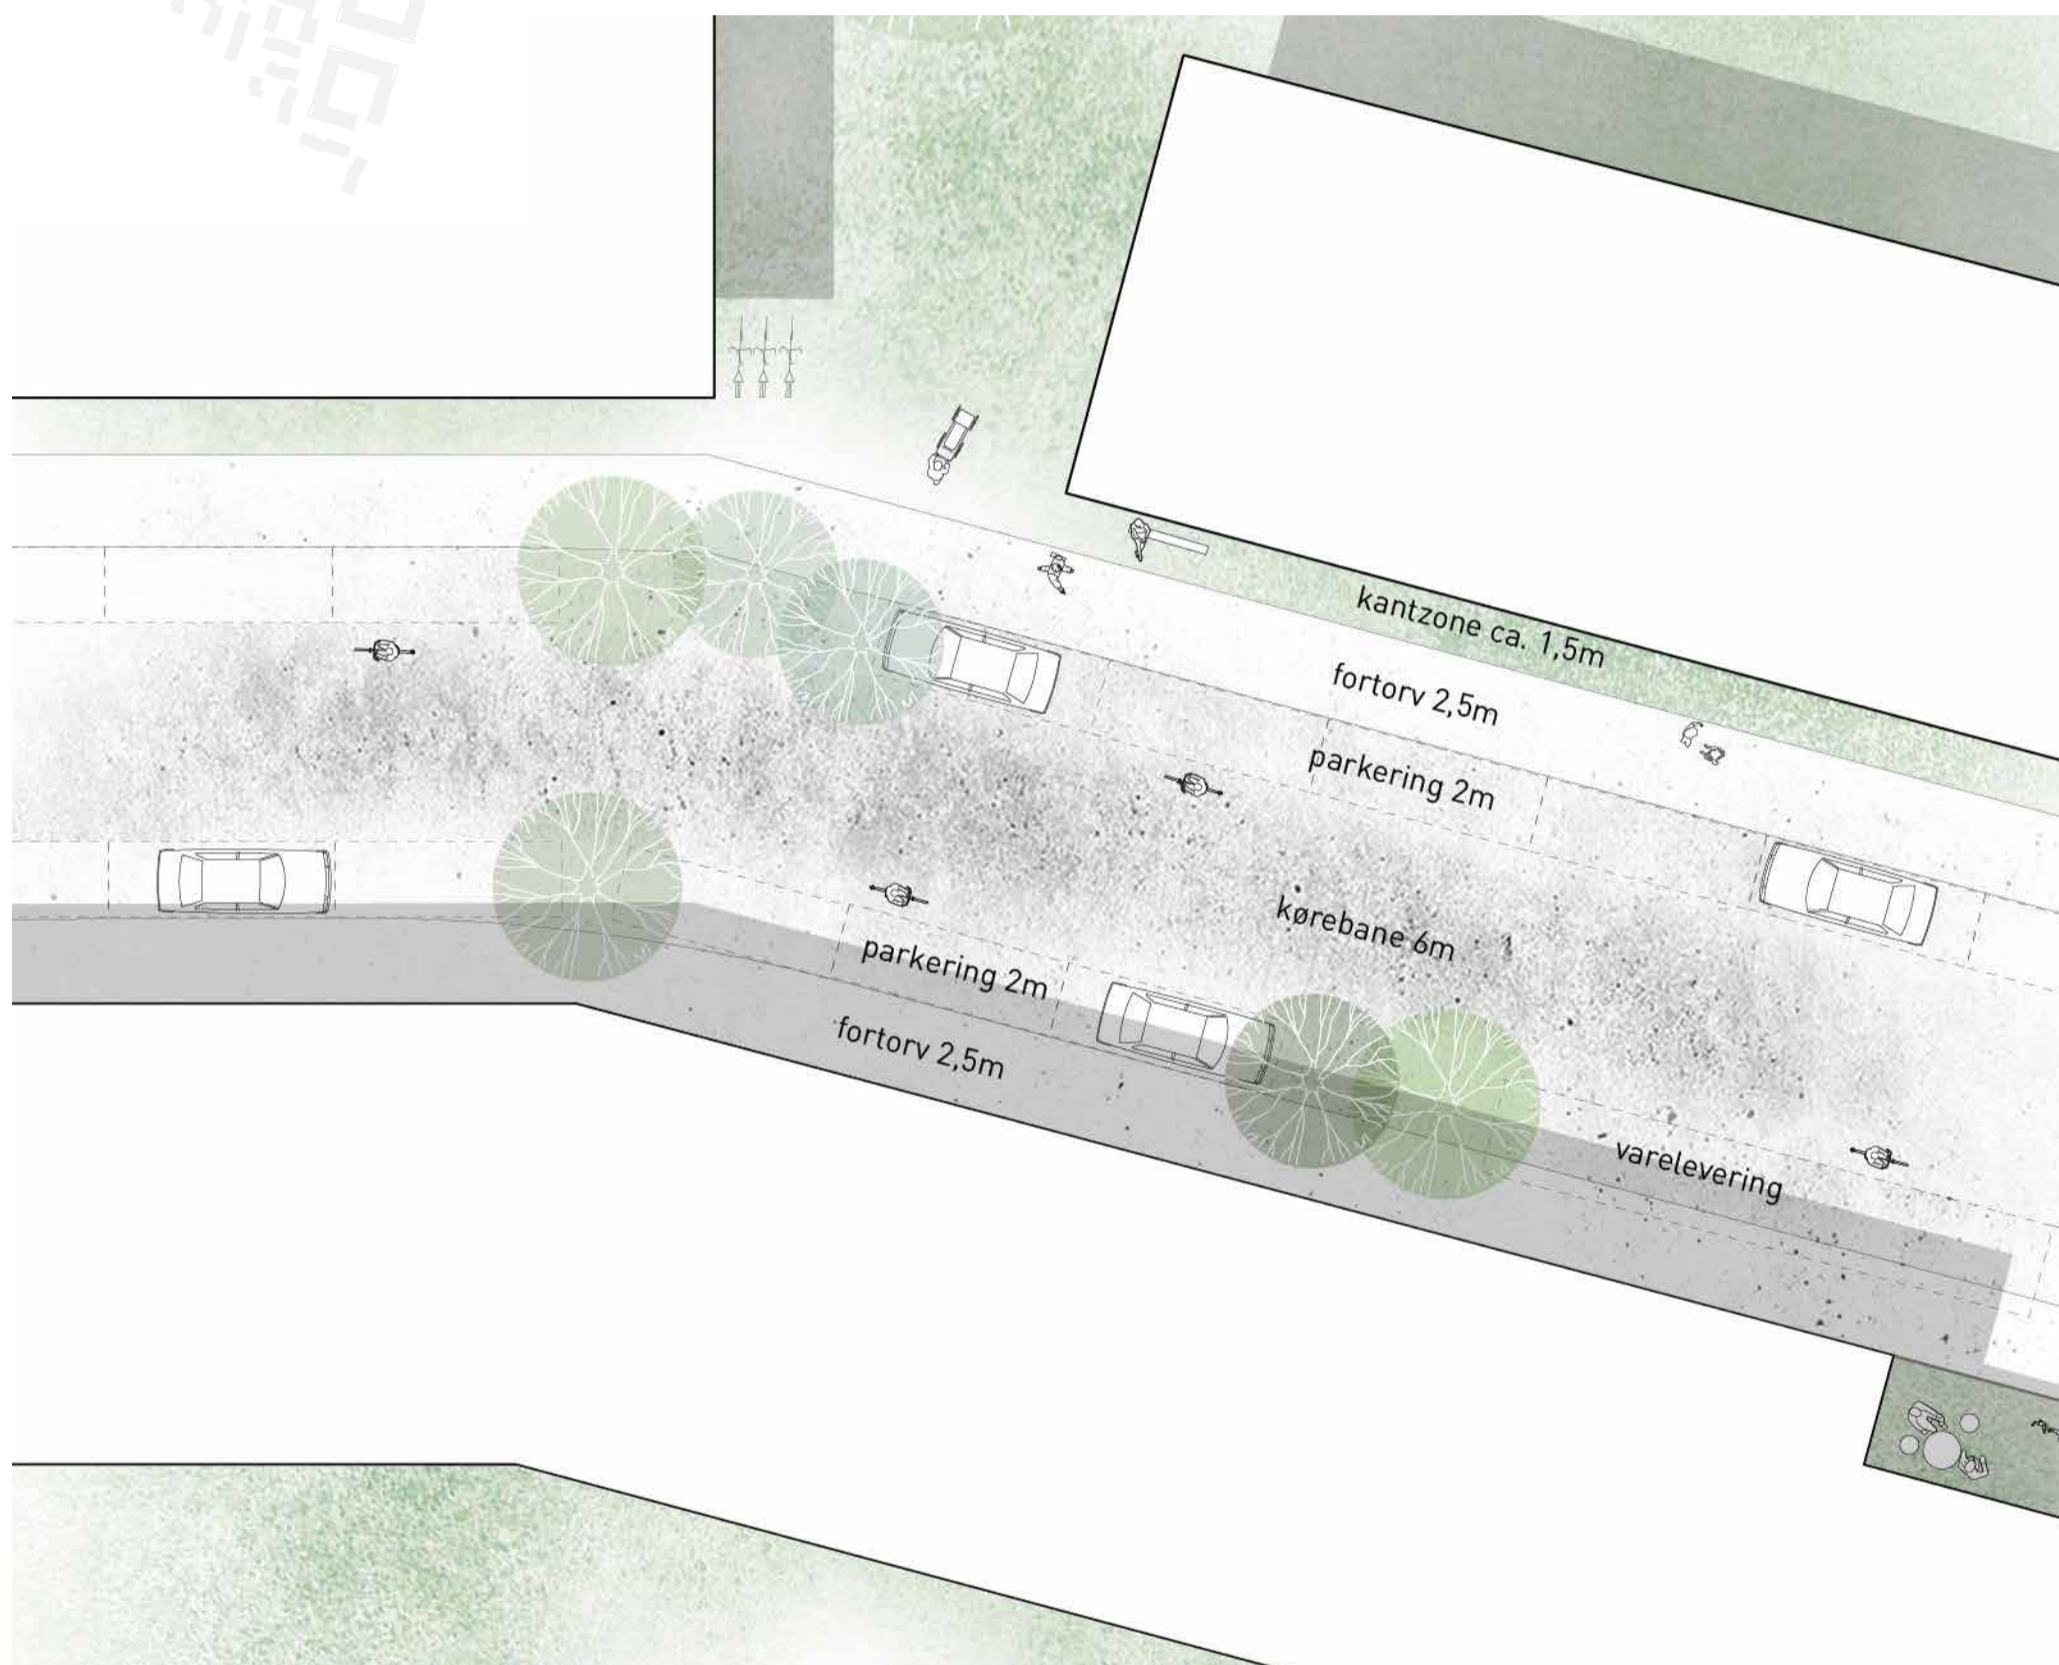 kantzone ca. 1,5m
fortorv 2,5m
parkering 2m
kørebane 6m
parkering 2m
fortorv 2,5m
varelevering